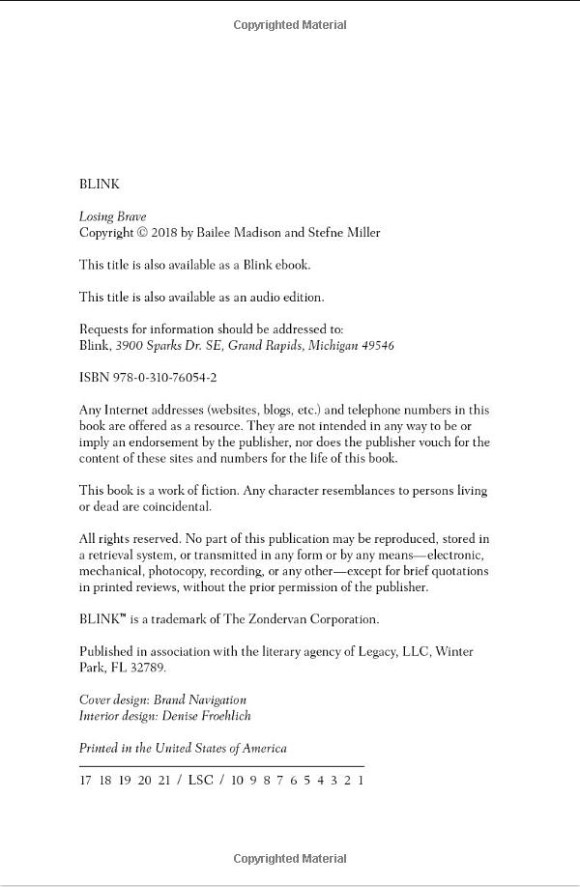 Copyrighted Material
BLINK
Losing Brave
Copyright © 2018 by Bailee Madison and Stefne Miller
This title is also available as a Blink ebook.
This title is also available as an audio edition.
Requests for information should be addressed to:
Blink, 3900 Sparks Dr. SE, Grand Rapids, Michigan 49546
ISBN 978-0-310-76054-2
Any Internet addresses (websites, blogs, etc.) and telephone numbers in this
book are offered as a resource. They are not intended in any way to be or
imply an endorsement by the publisher, nor does the publisher vouch for the
content of these sites and numbers for the life of this book.
This book is a work of fiction. Any character resemblances to persons living
or dead are coincidental.
All rights reserved. No part of this publication may be reproduced, stored in
a retrieval system, or transmitted in any form or by any means—electronic,
mechanical, photocopy, recording, or any other—except for brief quotations
in printed reviews, without the prior permission of the publisher.
BLINK™ is a trademark of The Zondervan Corporation.
Published in association with the literary agency of Legacy, LLC, Winter
Park, FL 32789.
Cover design: Brand Navigation
Interior design: Denise Froehlich
Printed in the United States of America
17 18 19 20 21 / LSC / 10 9 8 7 6 5 4 3 2 1
Copyrighted Material